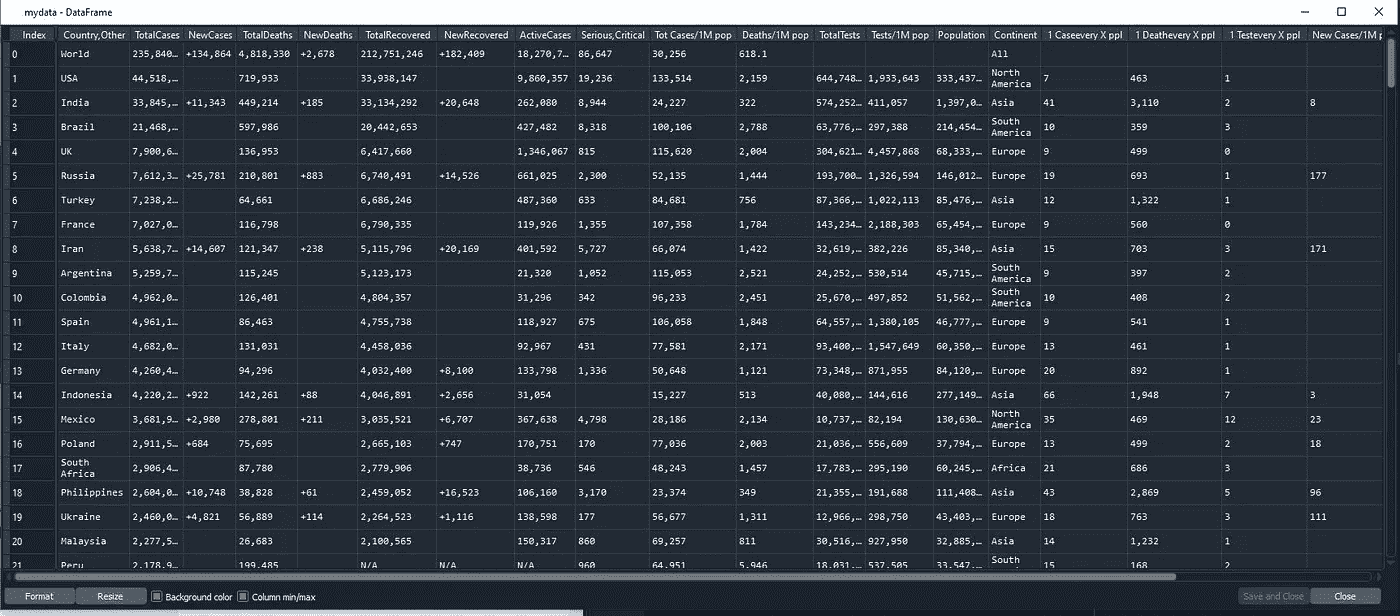 mydata - DataFrame
Index Country,Other TotalCases NewCases TotalDeaths NewDeaths TotalRecovered NewRecovered ActiveCases Serious,Critical Tot Cases/1M pop Deaths/1M pop TotalTests Tests/1M pop Population Continent 1 Caseevery X ppl 1 Deathevery X ppl 1 Testevery X ppl New Cases/1M p
0 World 235,840… +134,864 4,818,330 +2,678 212,751,246 +182,409 18,270,7… 86,647 30,256 618.1 All
1 USA 44,518,… 719,933 33,938,147 9,860,357 19,236 133,514 2,159 644,748… 1,933,643 333,437… North America 7 463 1
2 India 33,845,… +11,343 449,214 +185 33,134,292 +20,648 262,080 8,944 24,227 322 574,252… 411,057 1,397,0… Asia 41 3,110 2 8
3 Brazil 21,468,… 597,986 20,442,653 427,482 8,318 100,106 2,788 63,776,… 297,388 214,454… South America 10 359 3
4 UK 7,900,6… 136,953 6,417,660 1,346,067 815 115,620 2,004 304,621… 4,457,868 68,333,… Europe 9 499 0
5 Russia 7,612,3… +25,781 210,801 +883 6,740,491 +14,526 661,025 2,300 52,135 1,444 193,700… 1,326,594 146,012… Europe 19 693 1 177
6 Turkey 7,238,2… 64,661 6,686,246 487,360 633 84,681 756 87,366,… 1,022,113 85,476,… Asia 12 1,322 1
7 France 7,027,0… 116,798 6,790,335 119,926 1,355 107,358 1,784 143,234… 2,188,303 65,454,… Europe 9 560 0
8 Iran 5,638,7… +14,607 121,347 +238 5,115,796 +20,169 401,592 5,727 66,074 1,422 32,619,… 382,226 85,340,… Asia 15 703 3 171
9 Argentina 5,259,7… 115,245 5,123,173 21,320 1,052 115,053 2,521 24,252,… 530,514 45,715,… South America 9 397 2
10 Colombia 4,962,0… 126,401 4,804,357 31,296 342 96,233 2,451 25,670,… 497,852 51,562,… South America 10 408 2
11 Spain 4,961,1… 86,463 4,755,738 118,927 675 106,058 1,848 64,557,… 1,380,105 46,777,… Europe 9 541 1
12 Italy 4,682,0… 131,031 4,458,036 92,967 431 77,581 2,171 93,400,… 1,547,649 60,350,… Europe 13 461 1
13 Germany 4,260,4… 94,296 4,032,400 +8,100 133,798 1,336 50,648 1,121 73,348,… 871,955 84,120,… Europe 20 892 1
14 Indonesia 4,220,2… +922 142,261 +88 4,046,891 +2,656 31,054 15,227 513 40,080,… 144,616 277,149… Asia 66 1,948 7 3
15 Mexico 3,681,9… +2,980 278,801 +211 3,035,521 +6,707 367,638 4,798 28,186 2,134 10,737,… 82,194 130,630… North America 35 469 12 23
16 Poland 2,911,5… +684 75,695 2,665,103 +747 170,751 170 77,036 2,003 21,036,… 556,609 37,794,… Europe 13 499 2 18
17 South Africa 2,906,4… 87,780 2,779,906 38,736 546 48,243 1,457 17,783,… 295,190 60,245,… Africa 21 686 3
18 Philippines 2,604,0… +10,748 38,828 +61 2,459,052 +16,523 106,160 3,170 23,374 349 21,355,… 191,688 111,408… Asia 43 2,869 5 96
19 Ukraine 2,460,0… +4,821 56,889 +114 2,264,523 +1,116 138,598 177 56,677 1,311 12,966,… 298,750 43,403,… Europe 18 763 3 111
20 Malaysia 2,277,5… 26,683 2,100,565 150,317 860 69,257 811 30,516,… 927,950 32,885,… Asia 14 1,232 1
21 Peru 2,178,9… 199,485 N/A N/A N/A 960 64,951 5,946 18,031,… 537,505 33,547,… South 15 168 2
Format Resize Background color Column min/max Save and Close Close